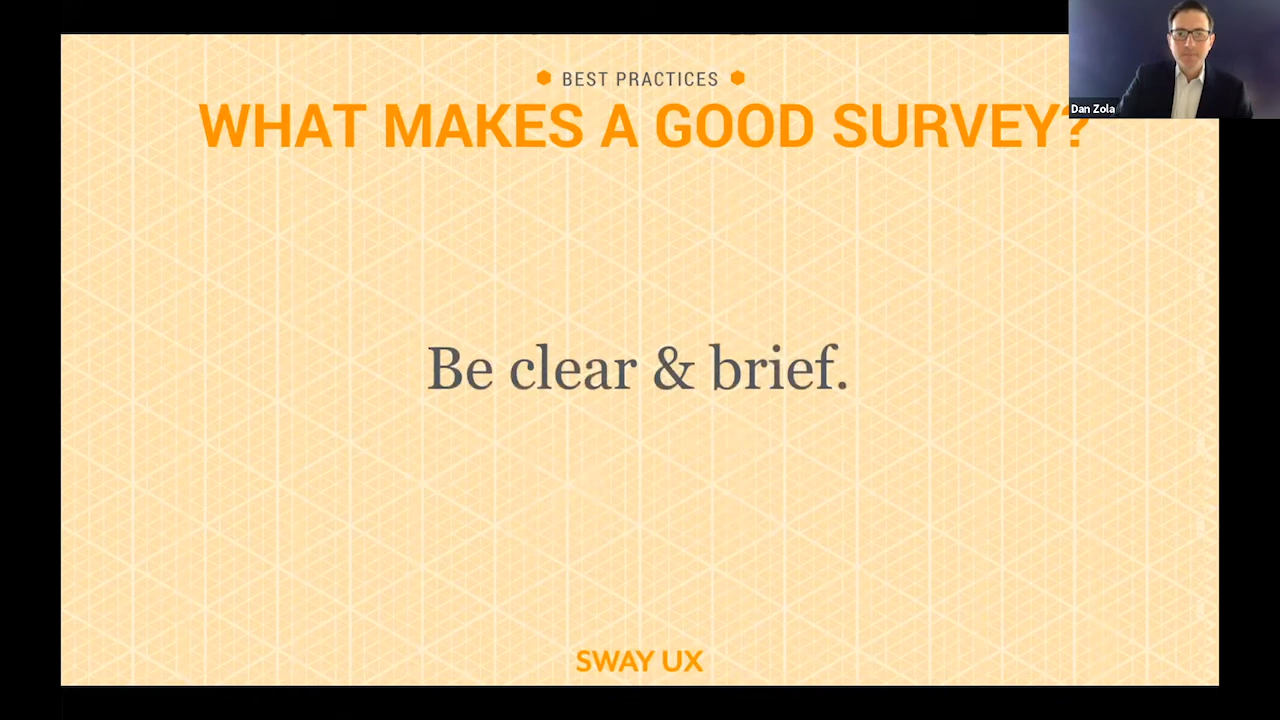 BEST PRACTICES
WHAT MAKES A GOOD SURVEY?
Dan Zola
Be clear & brief.
SWAY UX